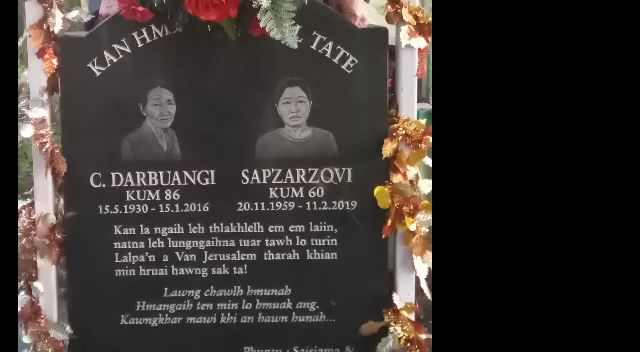 KAN HM
L TATE
C. DARBUANGI
KUM 86
15.5.1930 - 15.1.2016
SAPZARZOVI
KUM 60
20.11.1959 - 11.2.2019
Kan la ngaih leh thlakhlelh em em laiin,
natna leh lungngaihna tuar tawh lo turin
Lalpa'n a Van Jerusalem tharah khian
min hruai hawng sak ta!
Lawng chawlh hmunah
Hmangaih ten min lo hmuak ang.
Kawngkhar mawi khi an hawn hunah...
Phuntu : Saisiama &